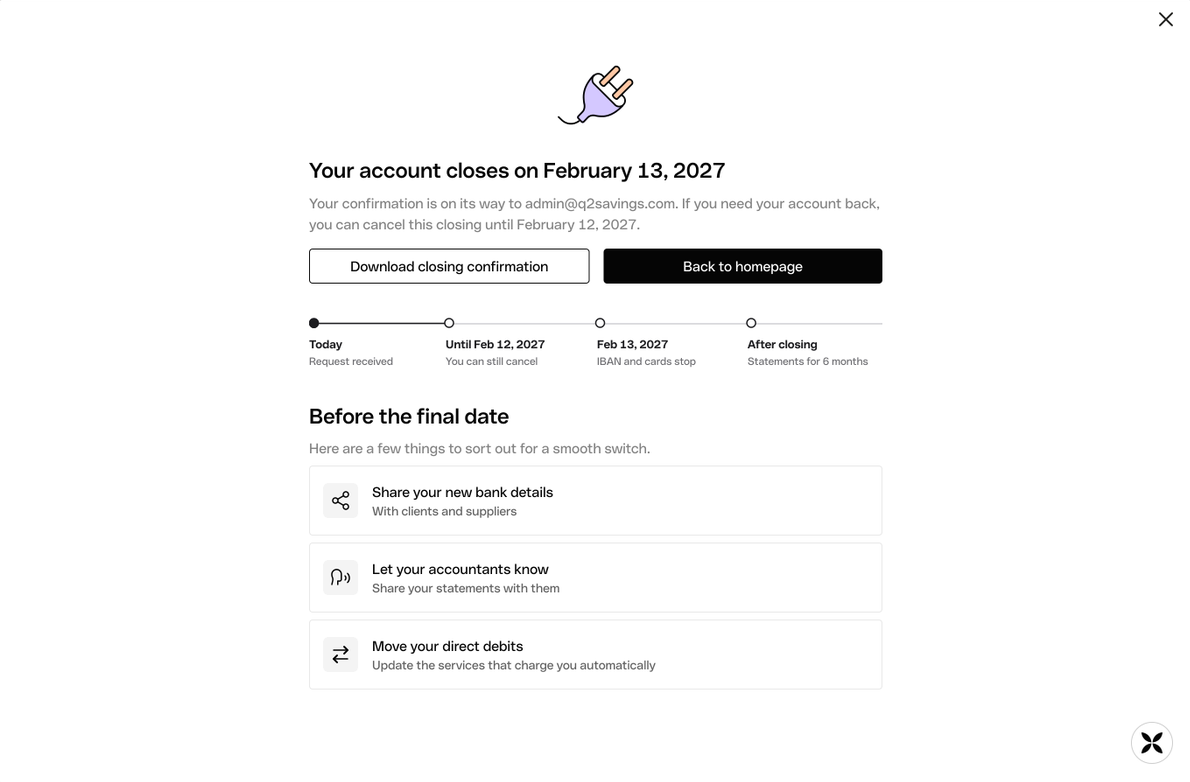 Your account closes on February 13, 2027
Your confirmation is on its way to admin@q2savings.com. If you need your account back,
you can cancel this closing until February 12, 2027.
Download closing confirmation
Back to homepage
Today
Request received
Until Feb 12, 2027
You can still cancel
Feb 13, 2027
IBAN and cards stop
After closing
Statements for 6 months
Before the final date
Here are a few things to sort out for a smooth switch.
Share your new bank details
With clients and suppliers
Let your accountants know
Share your statements with them
Move your direct debits
Update the services that charge you automatically